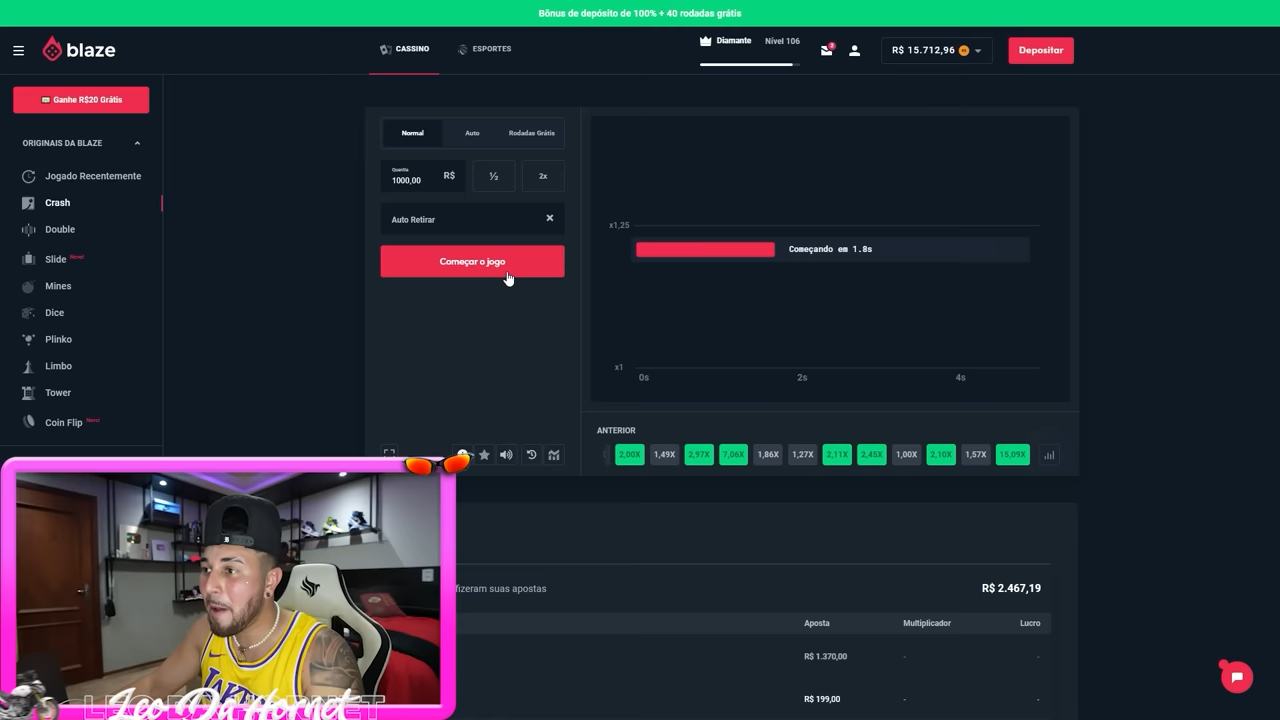 Bônus de depósito de 100% + 40 rodadas grátis
blaze
CASSINO
ESPORTES
Diamante
Nível 106
R$ 15.712,96
Depositar
Ganhe R$20 Grátis
ORIGINAIS DA BLAZE
Jogado Recentemente
Crash
Double
Slide Novo!
Mines
Dice
Plinko
Limbo
Tower
Coin Flip Novo!
Normal
Auto
Rodadas Grátis
Quantia
1000,00
R$
½
2x
Auto Retirar
Começar o jogo
x1,25
Começando em 1.8s
x1
0s
2s
4s
ANTERIOR
2,00X
1,49X
2,97X
7,06X
1,86X
1,27X
2,11X
2,45X
1,00X
2,10X
1,57X
15,09X
fizeram suas apostas
R$ 2.467,19
Aposta
Multiplicador
Lucro
R$ 1.370,00
-
-
R$ 199,00
-
-
Leo Da Hornet